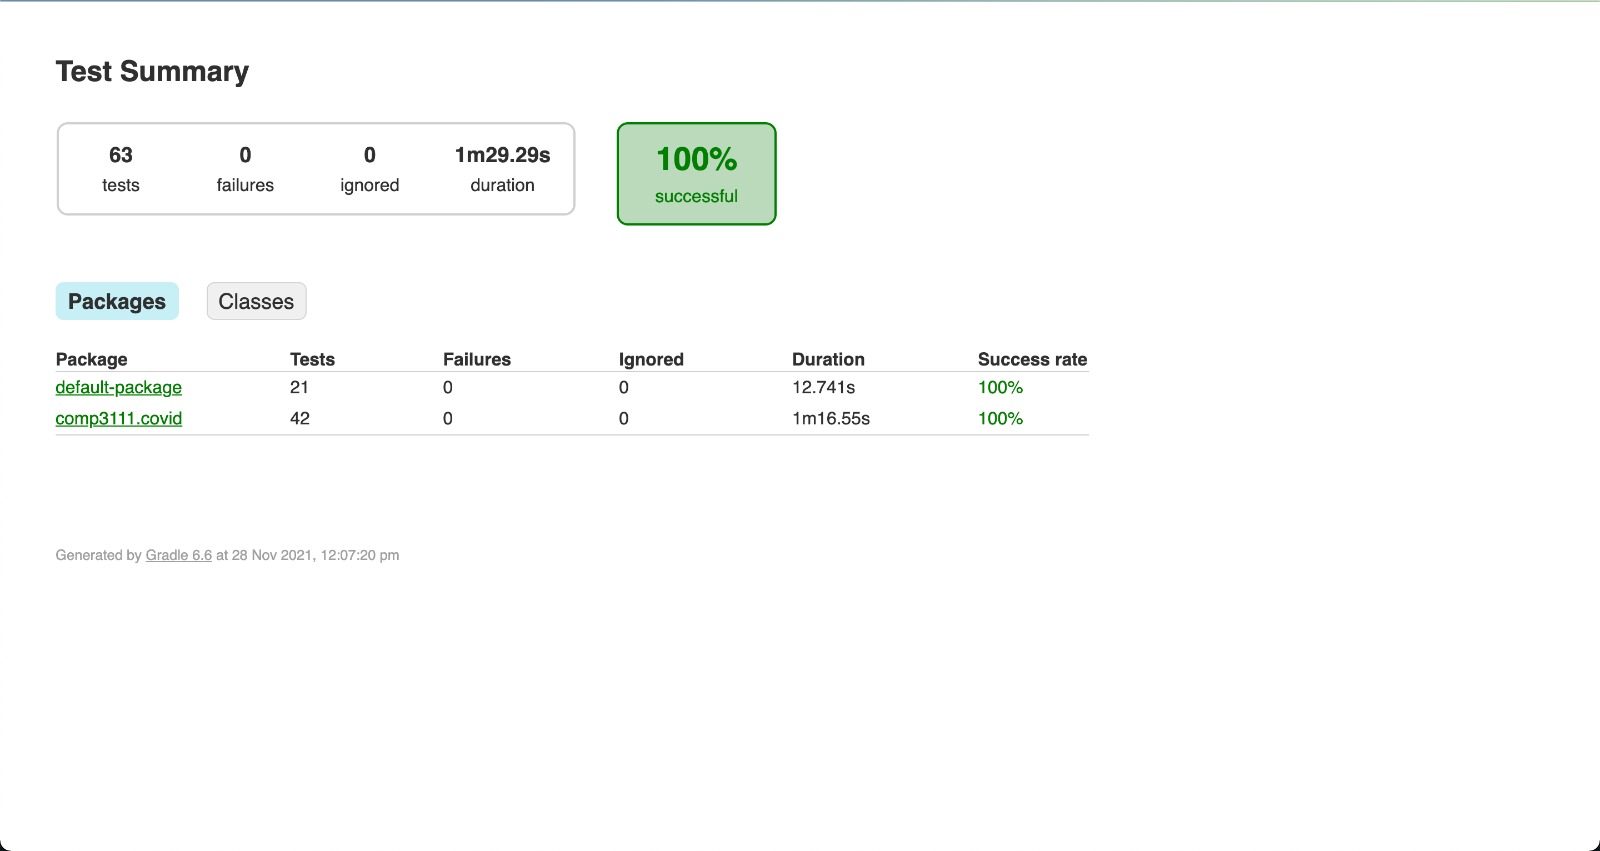 Test Summary
63 0 0 1m29.29s
tests failures ignored duration
100%
successful
Packages Classes
Package Tests Failures Ignored Duration Success rate
default-package 21 0 0 12.741s 100%
comp3111.covid 42 0 0 1m16.55s 100%
Generated by Gradle 6.6 at 28 Nov 2021, 12:07:20 pm